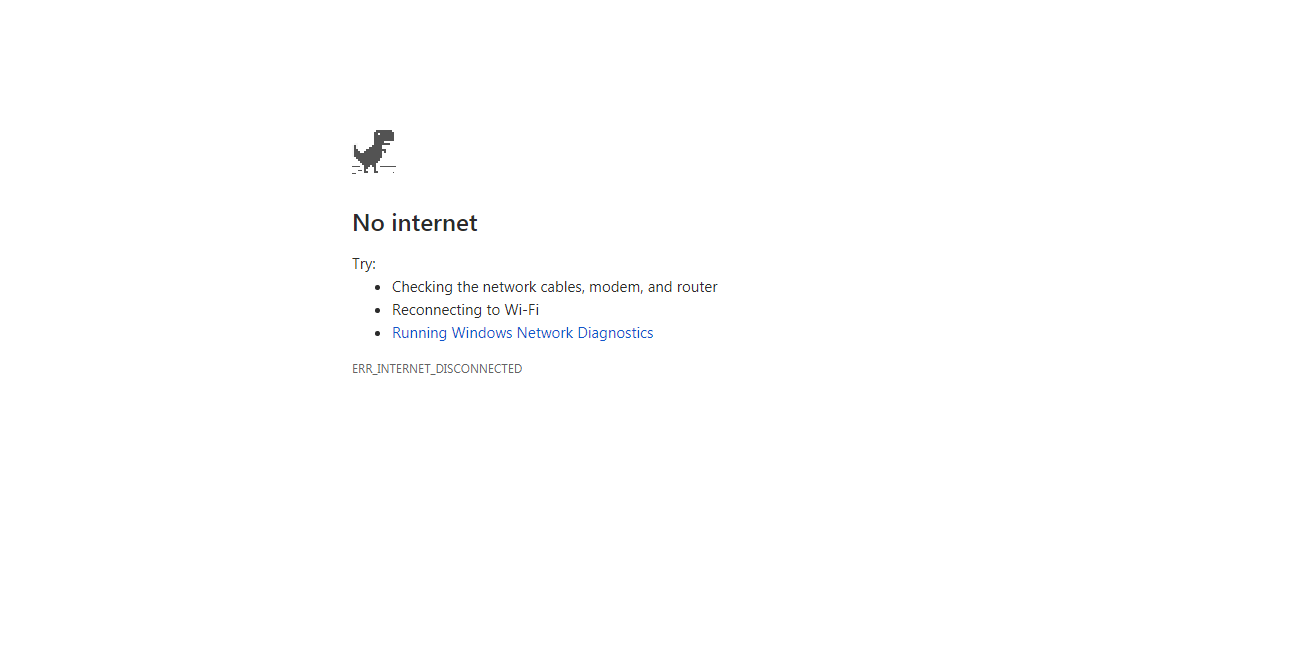 No internet
Try:
Checking the network cables, modem, and router
Reconnecting to Wi-Fi
Running Windows Network Diagnostics
ERR_INTERNET_DISCONNECTED